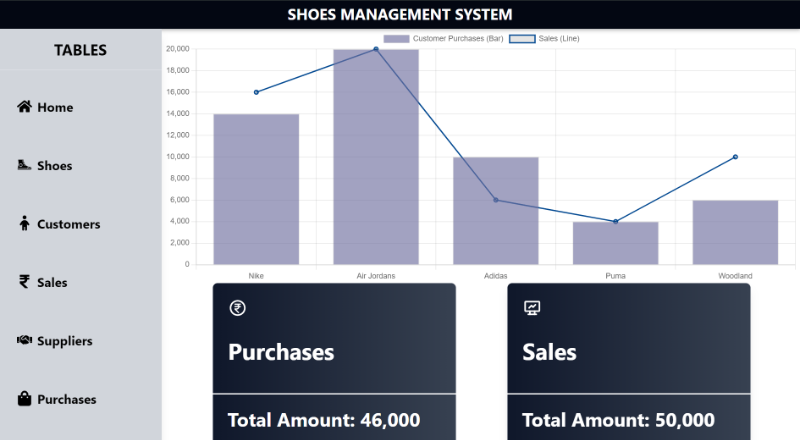 SHOES MANAGEMENT SYSTEM
TABLES
Home
Shoes
Customers
Sales
Suppliers
Purchases
Customer Purchases (Bar) Sales (Line)
20,000
18,000
16,000
14,000
12,000
10,000
8,000
6,000
4,000
2,000
0
Nike Air Jordans Adidas Puma Woodland
Purchases
Total Amount: 46,000
Sales
Total Amount: 50,000